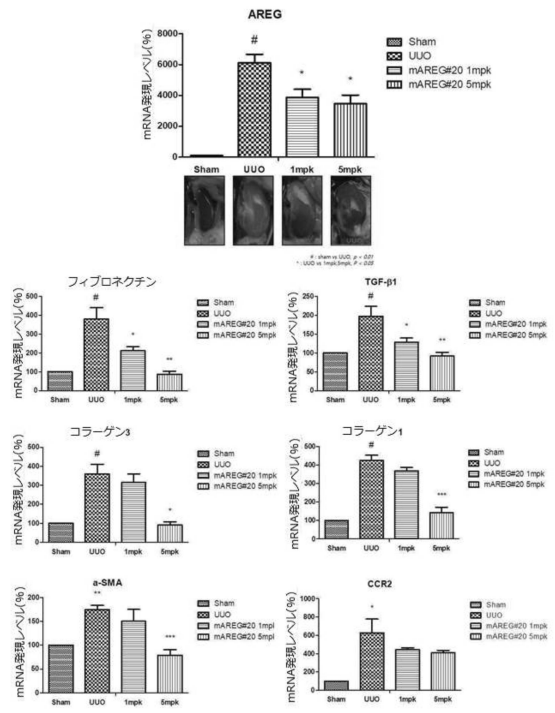 AREG
mRNA発現レベル(%)
8000
6000
4000
2000
0
#
*
*
Sham
UUO
mAREG#20 1mpk
mAREG#20 5mpk
Sham UUO 1mpk 5mpk
# : sham vs UUO, p < 0.01
* : UUO vs 1mpk,5mpk, P < 0.05
フィブロネクチン
mRNA発現レベル(%)
500
400
300
200
100
0
#
*
**
Sham
UUO
mAREG#20 1mpk
mAREG#20 5mpk
Sham UUO 1mpk 5mpk
TGF-β1
mRNA発現レベル(%)
250
200
150
100
50
0
#
*
**
Sham
UUO
mAREG#20 1mpk
mAREG#20 5mpk
Sham UUO 1mpk 5mpk
コラーゲン3
mRNA発現レベル(%)
500
400
300
200
100
0
#
*
Sham
UUO
mAREG#20 1mpk
mAREG#20 5mpk
Sham UUO 1mpk 5mpk
コラーゲン1
mRNA発現レベル(%)
500
400
300
200
100
0
#
***
Sham
UUO
mAREG#20 1mpk
mAREG#20 5mpk
Sham UUO 1mpk 5mpk
a-SMA
mRNA発現レベル(%)
200
150
100
50
0
**
***
Sham
UUO
mAREG#20 1mpl
mAREG#20 5mpl
Sham UUO 1mpk 5mpk
CCR2
mRNA発現レベル(%)
1000
800
600
400
200
0
*
Sham
UUO
mAREG#20 1mpk
mAREG#20 5mpk
Sham UUO 1mpk 5mpk